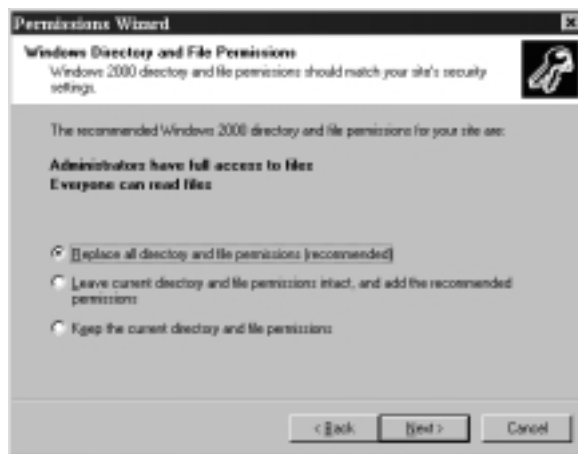 Permissions Wizard
Windows Directory and File Permissions
Windows 2000 directory and file permissions should match your site's security
settings.
The recommended Windows 2000 directory and file permissions for your site are:
Administrators have full access to files
Everyone can read files
Replace all directory and file permissions (recommended)
Leave current directory and file permissions intact, and add the recommended
permissions
Keep the current directory and file permissions
< Back Next > Cancel